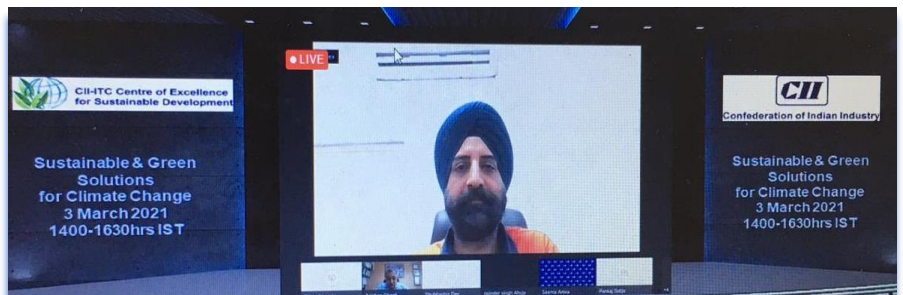 LIVE
CII-ITC Centre of Excellence
for Sustainable Development
Sustainable & Green
Solutions
for Climate Change
3 March 2021
1400-1630hrs IST
CII
Confederation of Indian Industry
Sustainable & Green
Solutions
for Climate Change
3 March 2021
1400-1630hrs IST